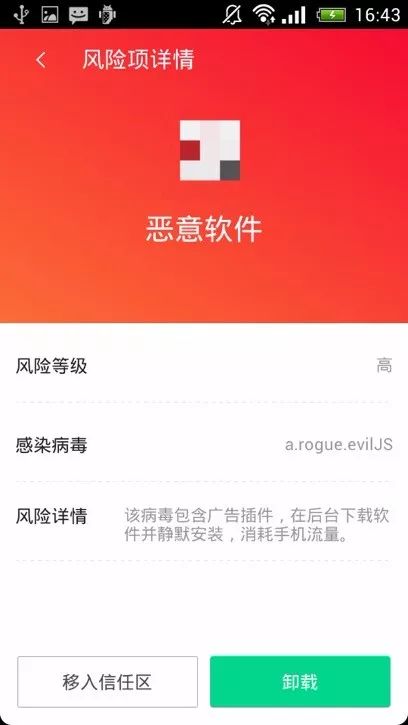 16:43
风险项详情
恶意软件
风险等级
高
感染病毒
a.rogue.evilJS
风险详情
该病毒包含广告插件，在后台下载软
件并静默安装，消耗手机流量。
移入信任区
卸载